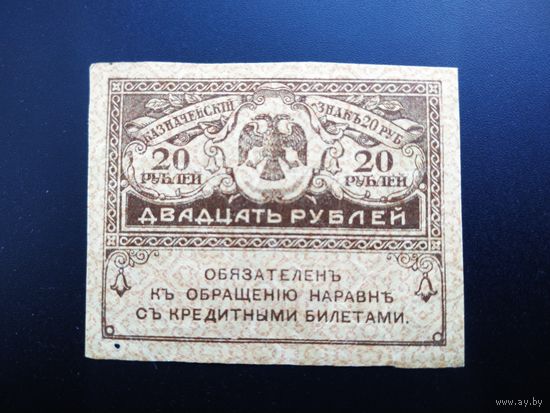 КАЗНАЧЕЙСКІЙ ЗНАКЪ 20 РУБ.
20 20
РУБЛЕЙ РУБЛЕЙ
ДВАДЦАТЬ РУБЛЕЙ
ОБЯЗАТЕЛЕНЪ
КЪ ОБРАЩЕНІЮ НАРАВНѢ
СЪ КРЕДИТНЫМИ БИЛЕТАМИ.
www.ay.by